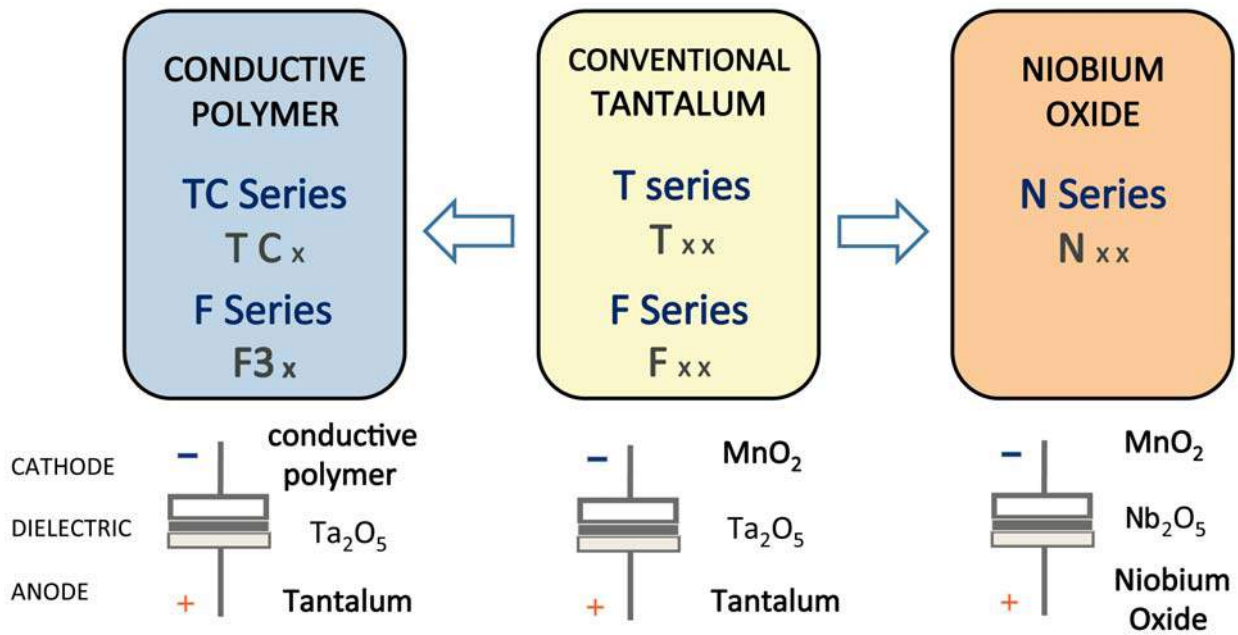 CONDUCTIVE
POLYMER
TC Series
T C x
F Series
F3 x
CONVENTIONAL
TANTALUM
T series
T x x
F Series
F x x
NIOBIUM
OXIDE
N Series
N x x
CATHODE
DIELECTRIC
ANODE
–
conductive
polymer
Ta₂O₅
+
Tantalum
–
MnO₂
Ta₂O₅
+
Tantalum
–
MnO₂
Nb₂O₅
+
Niobium
Oxide